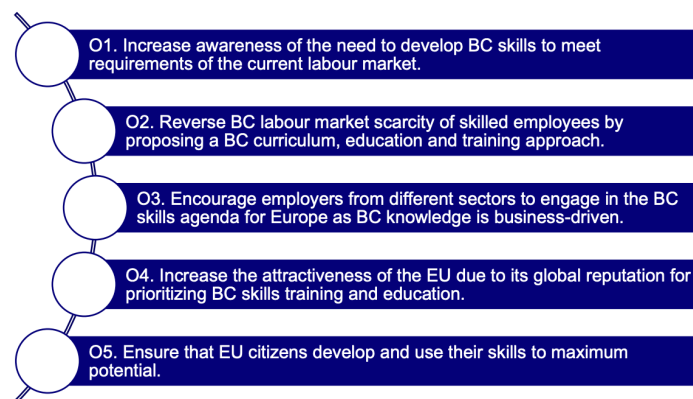 O1. Increase awareness of the need to develop BC skills to meet
requirements of the current labour market.
O2. Reverse BC labour market scarcity of skilled employees by
proposing a BC curriculum, education and training approach.
O3. Encourage employers from different sectors to engage in the BC
skills agenda for Europe as BC knowledge is business-driven.
O4. Increase the attractiveness of the EU due to its global reputation for
prioritizing BC skills training and education.
O5. Ensure that EU citizens develop and use their skills to maximum
potential.